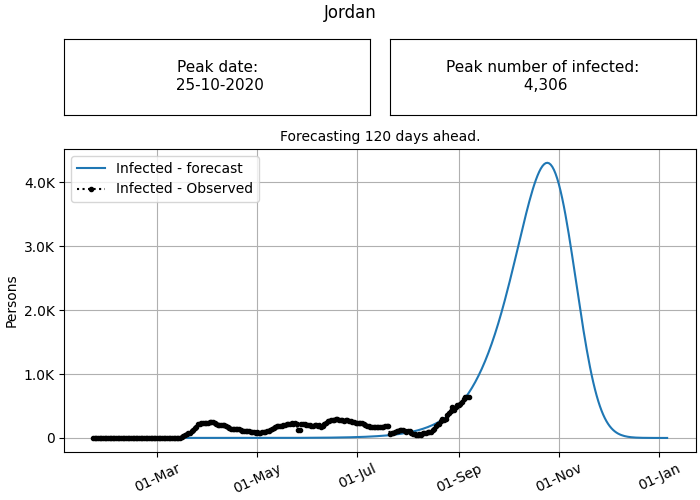 Jordan
Peak date:
25-10-2020
Peak number of infected:
4,306
Forecasting 120 days ahead.
Infected - forecast
Infected - Observed
4.0K
3.0K
2.0K
1.0K
0
Persons
01-Mar
01-May
01-Jul
01-Sep
01-Nov
01-Jan